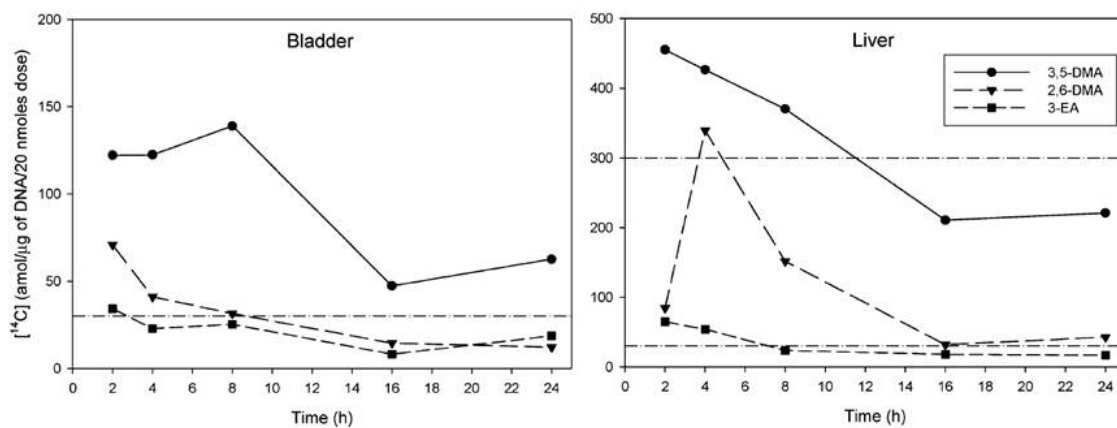 Bladder
200
150
100
50
0
[¹⁴C] (amol/µg of DNA/20 nmoles dose)
0 2 4 6 8 10 12 14 16 18 20 22 24
Time (h)
Liver
500
400
300
200
100
0
3,5-DMA
2,6-DMA
3-EA
0 2 4 6 8 10 12 14 16 18 20 22 24
Time (h)